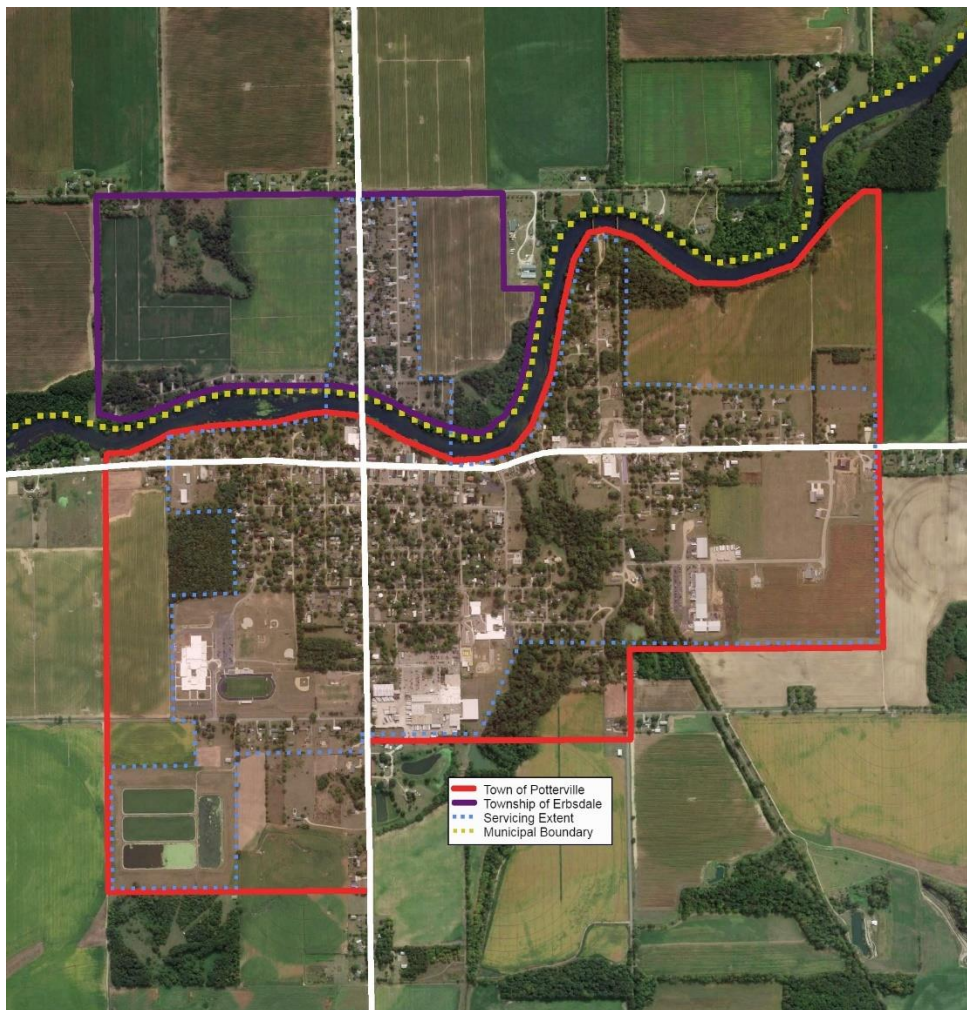 Town of Potterville
Township of Erbsdale
Servicing Extent
Municipal Boundary